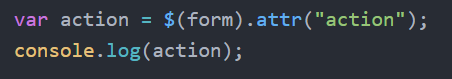 var action = $(form).attr("action");
console.log(action);